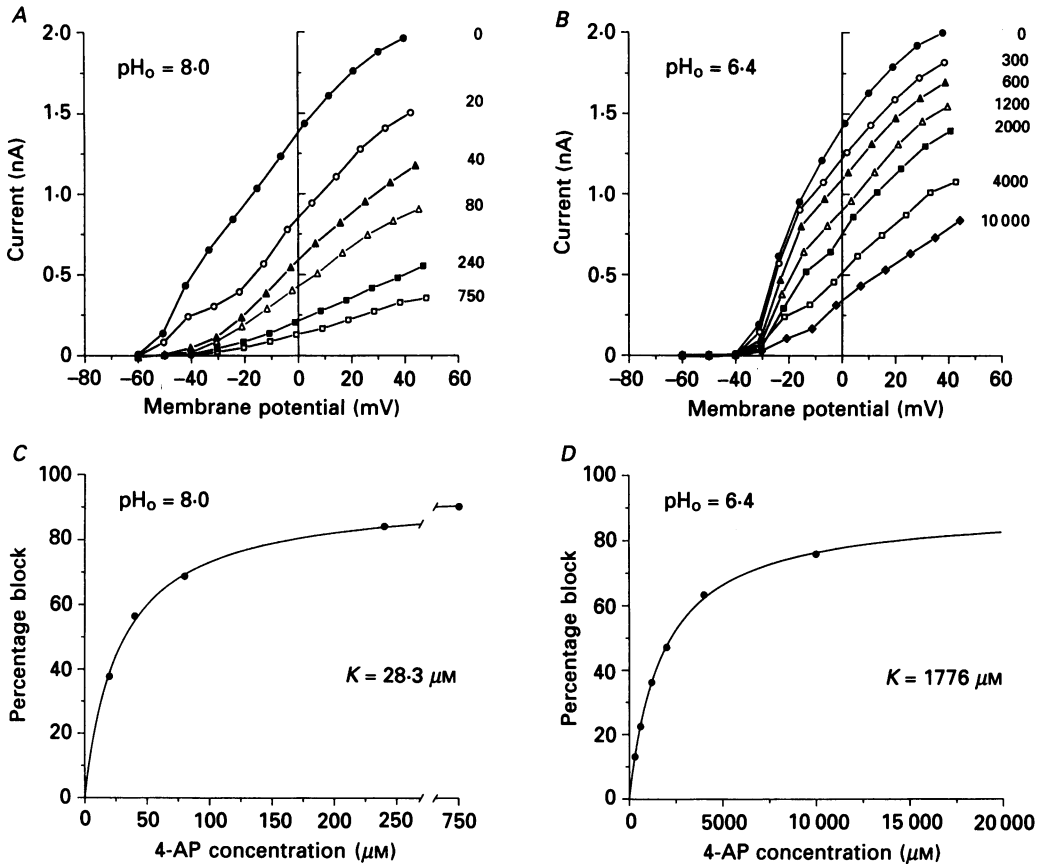 A
pHo = 8·0
2·0
1·5
1·0
0·5
0
Current (nA)
−80 −60 −40 −20 0 20 40 60
Membrane potential (mV)
0
20
40
80
240
750
B
pHo = 6·4
2·0
1·5
1·0
0·5
0
Current (nA)
−80 −60 −40 −20 0 20 40 60
Membrane potential (mV)
0
300
600
1200
2000
4000
10 000
C
pHo = 8·0
100
80
60
40
20
0
Percentage block
K = 28·3 μM
0 50 100 150 200 250 750
4-AP concentration (μM)
D
pHo = 6·4
100
80
60
40
20
0
Percentage block
K = 1776 μM
0 5000 10 000 15 000 20 000
4-AP concentration (μM)